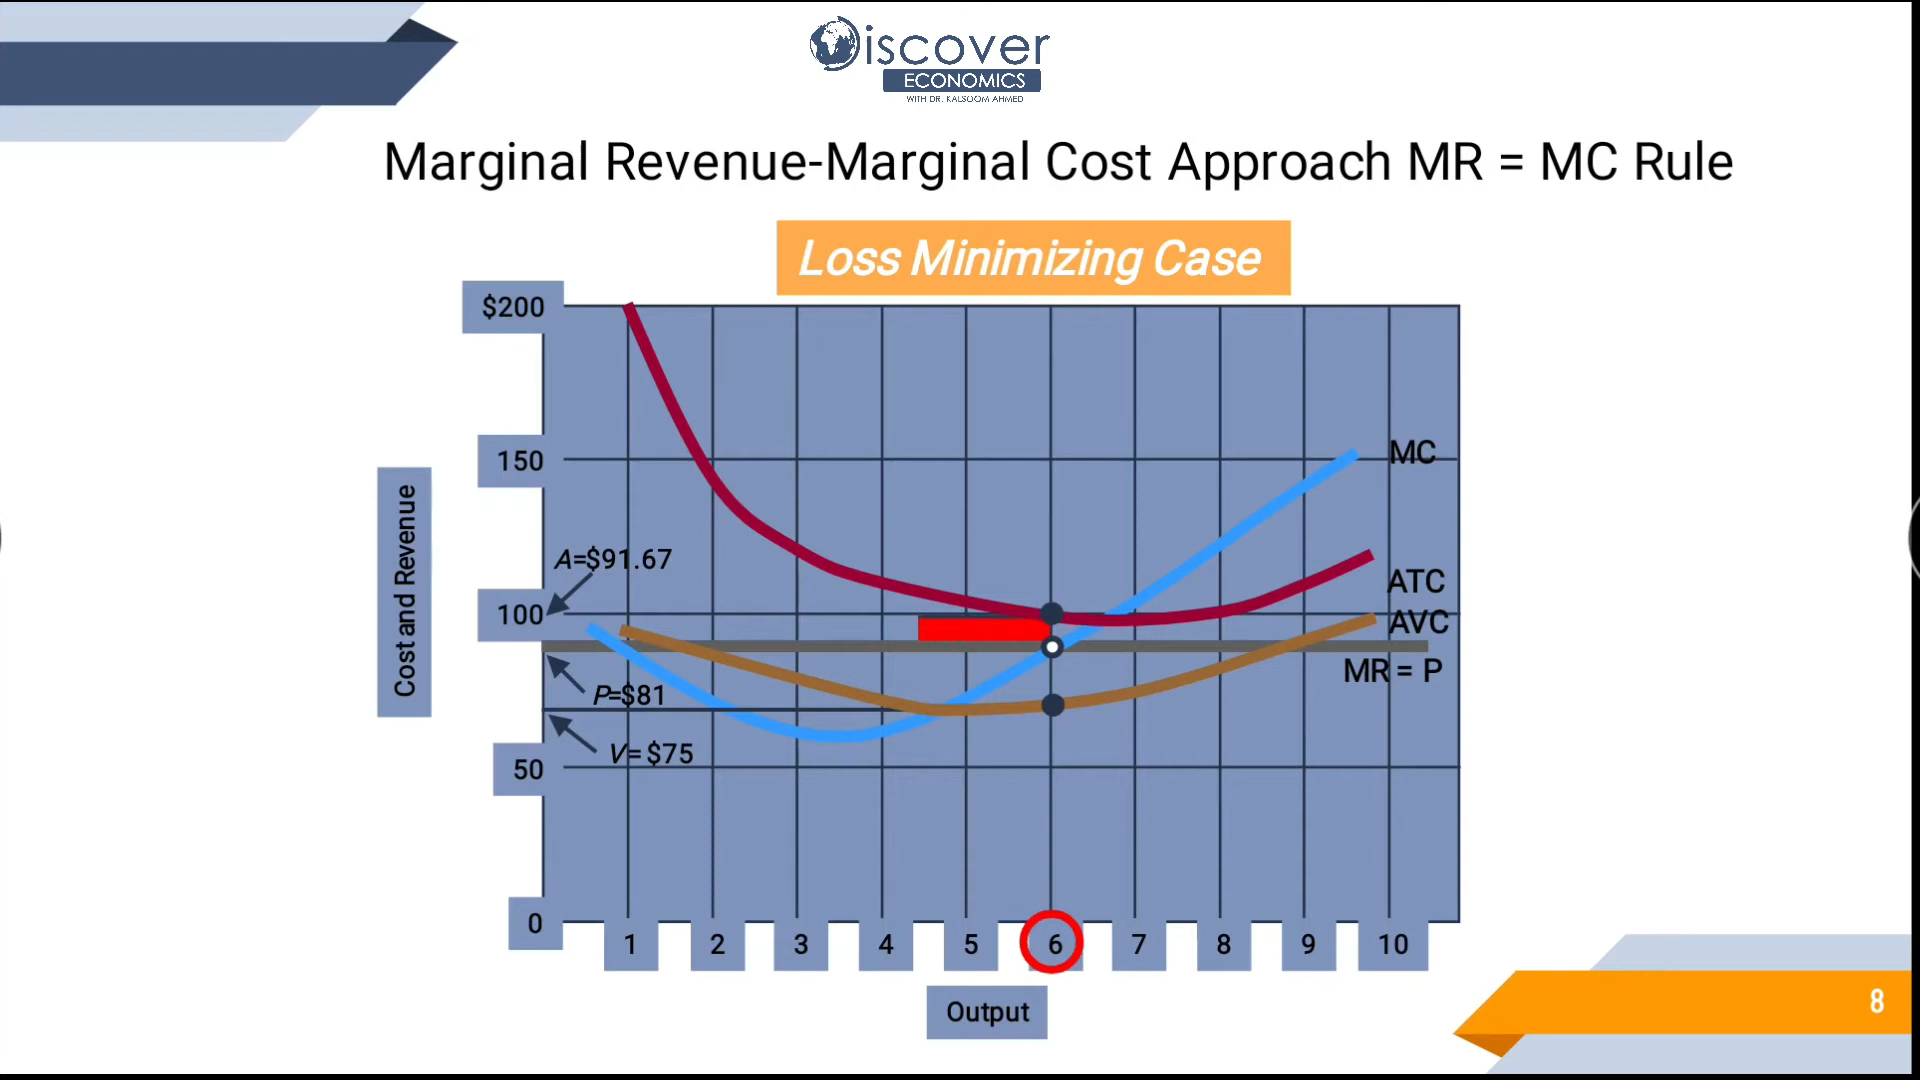 Discover
ECONOMICS
WITH DR. KALSOOM AHMED
Marginal Revenue-Marginal Cost Approach MR = MC Rule
Loss Minimizing Case
Cost and Revenue
$200
150
100
50
0
A=$91.67
P=$81
V=$75
MC
ATC
AVC
MR = P
1 2 3 4 5 6 7 8 9 10
Output
8